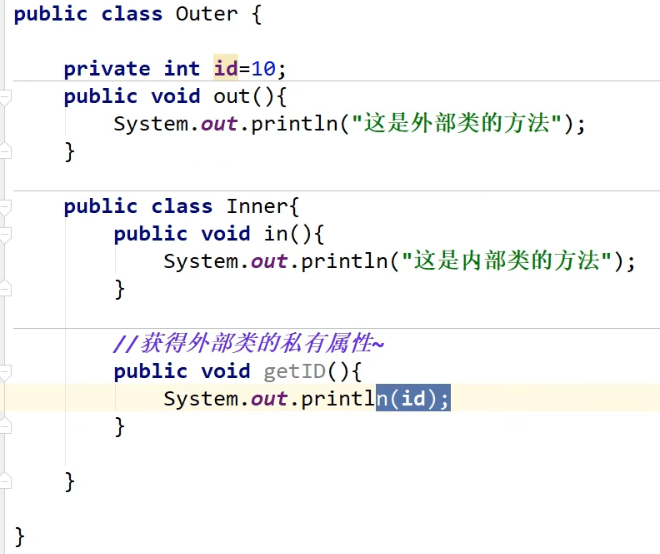 public class Outer {
private int id=10;
public void out(){
System.out.println("这是外部类的方法");
}
public class Inner{
public void in(){
System.out.println("这是内部类的方法");
}
//获得外部类的私有属性~
public void getID(){
System.out.println(id);
}
}
}